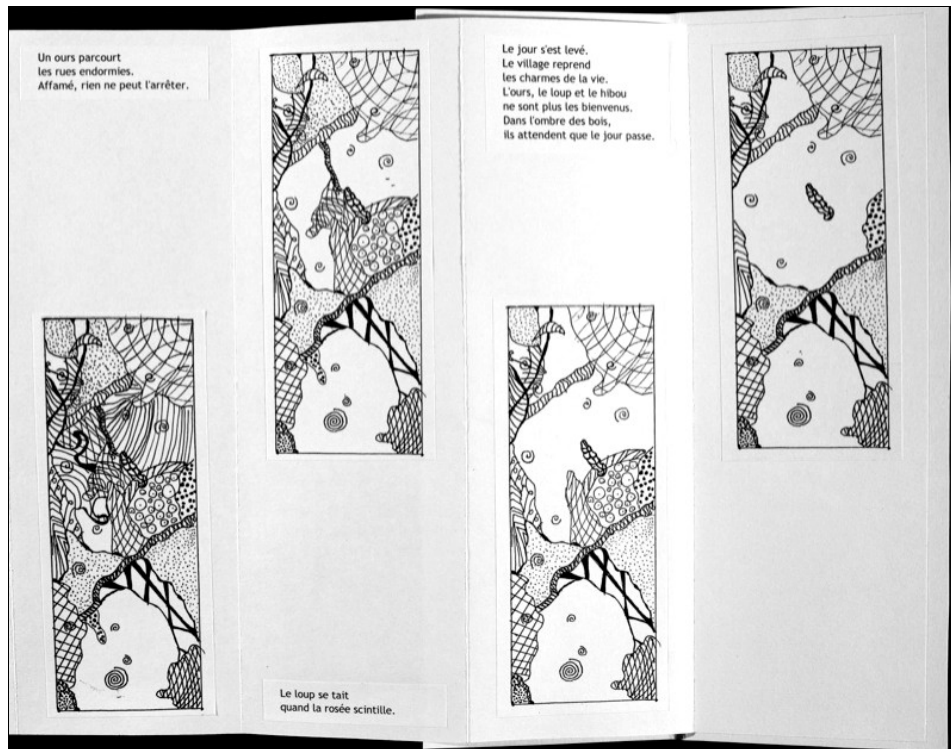 Un ours parcourt
les rues endormies.
Affamé, rien ne peut l'arrêter.
Le loup se tait
quand la rosée scintille.
Le jour s'est levé.
Le village reprend
les charmes de la vie.
L'ours, le loup et le hibou
ne sont plus les bienvenus.
Dans l'ombre des bois,
ils attendent que le jour passe.